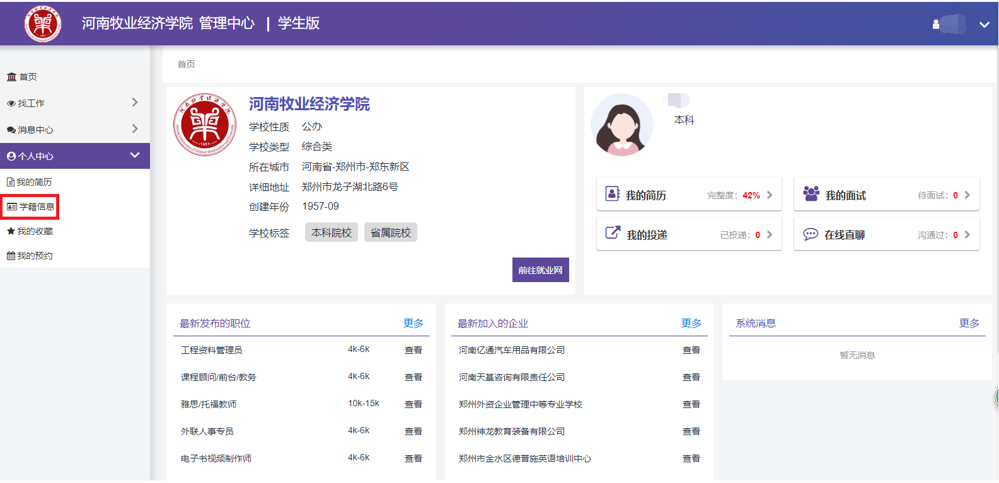 河南牧业经济学院 管理中心 | 学生版
首页
找工作
消息中心
个人中心
我的简历
学籍信息
我的收藏
我的预约
首页
河南牧业经济学院
学校性质 公办
学校类型 综合类
所在城市 河南省-郑州市-郑东新区
详细地址 郑州市龙子湖北路6号
创建年份 1957-09
学校标签 本科院校 省属院校
前往就业网
本科
我的简历 完整度：42%
我的面试 待面试：0
我的投递 已投递：0
在线直聊 沟通过：0
最新发布的职位 更多
工程资料管理员 4k-6k 查看
课程顾问/前台/教务 4k-6k 查看
雅思/托福教师 10k-15k 查看
外联人事专员 4k-6k 查看
电子书视频制作师 4k-6k 查看
最新加入的企业 更多
河南亿通汽车用品有限公司 查看
河南天基咨询有限责任公司 查看
郑州外资企业管理中等专业学校 查看
郑州神龙教育装备有限公司 查看
郑州市金水区德普施英语培训中心 查看
系统消息 更多
暂无消息